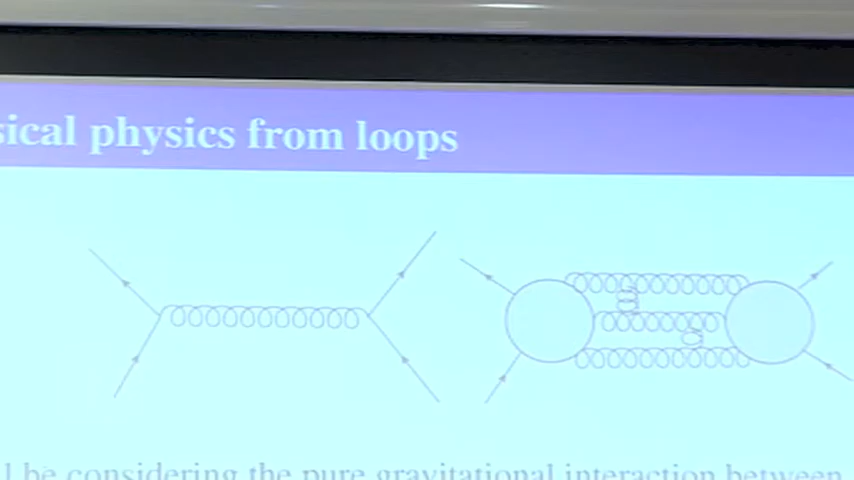 sical physics from loops
l be considering the pure gravitational interaction between